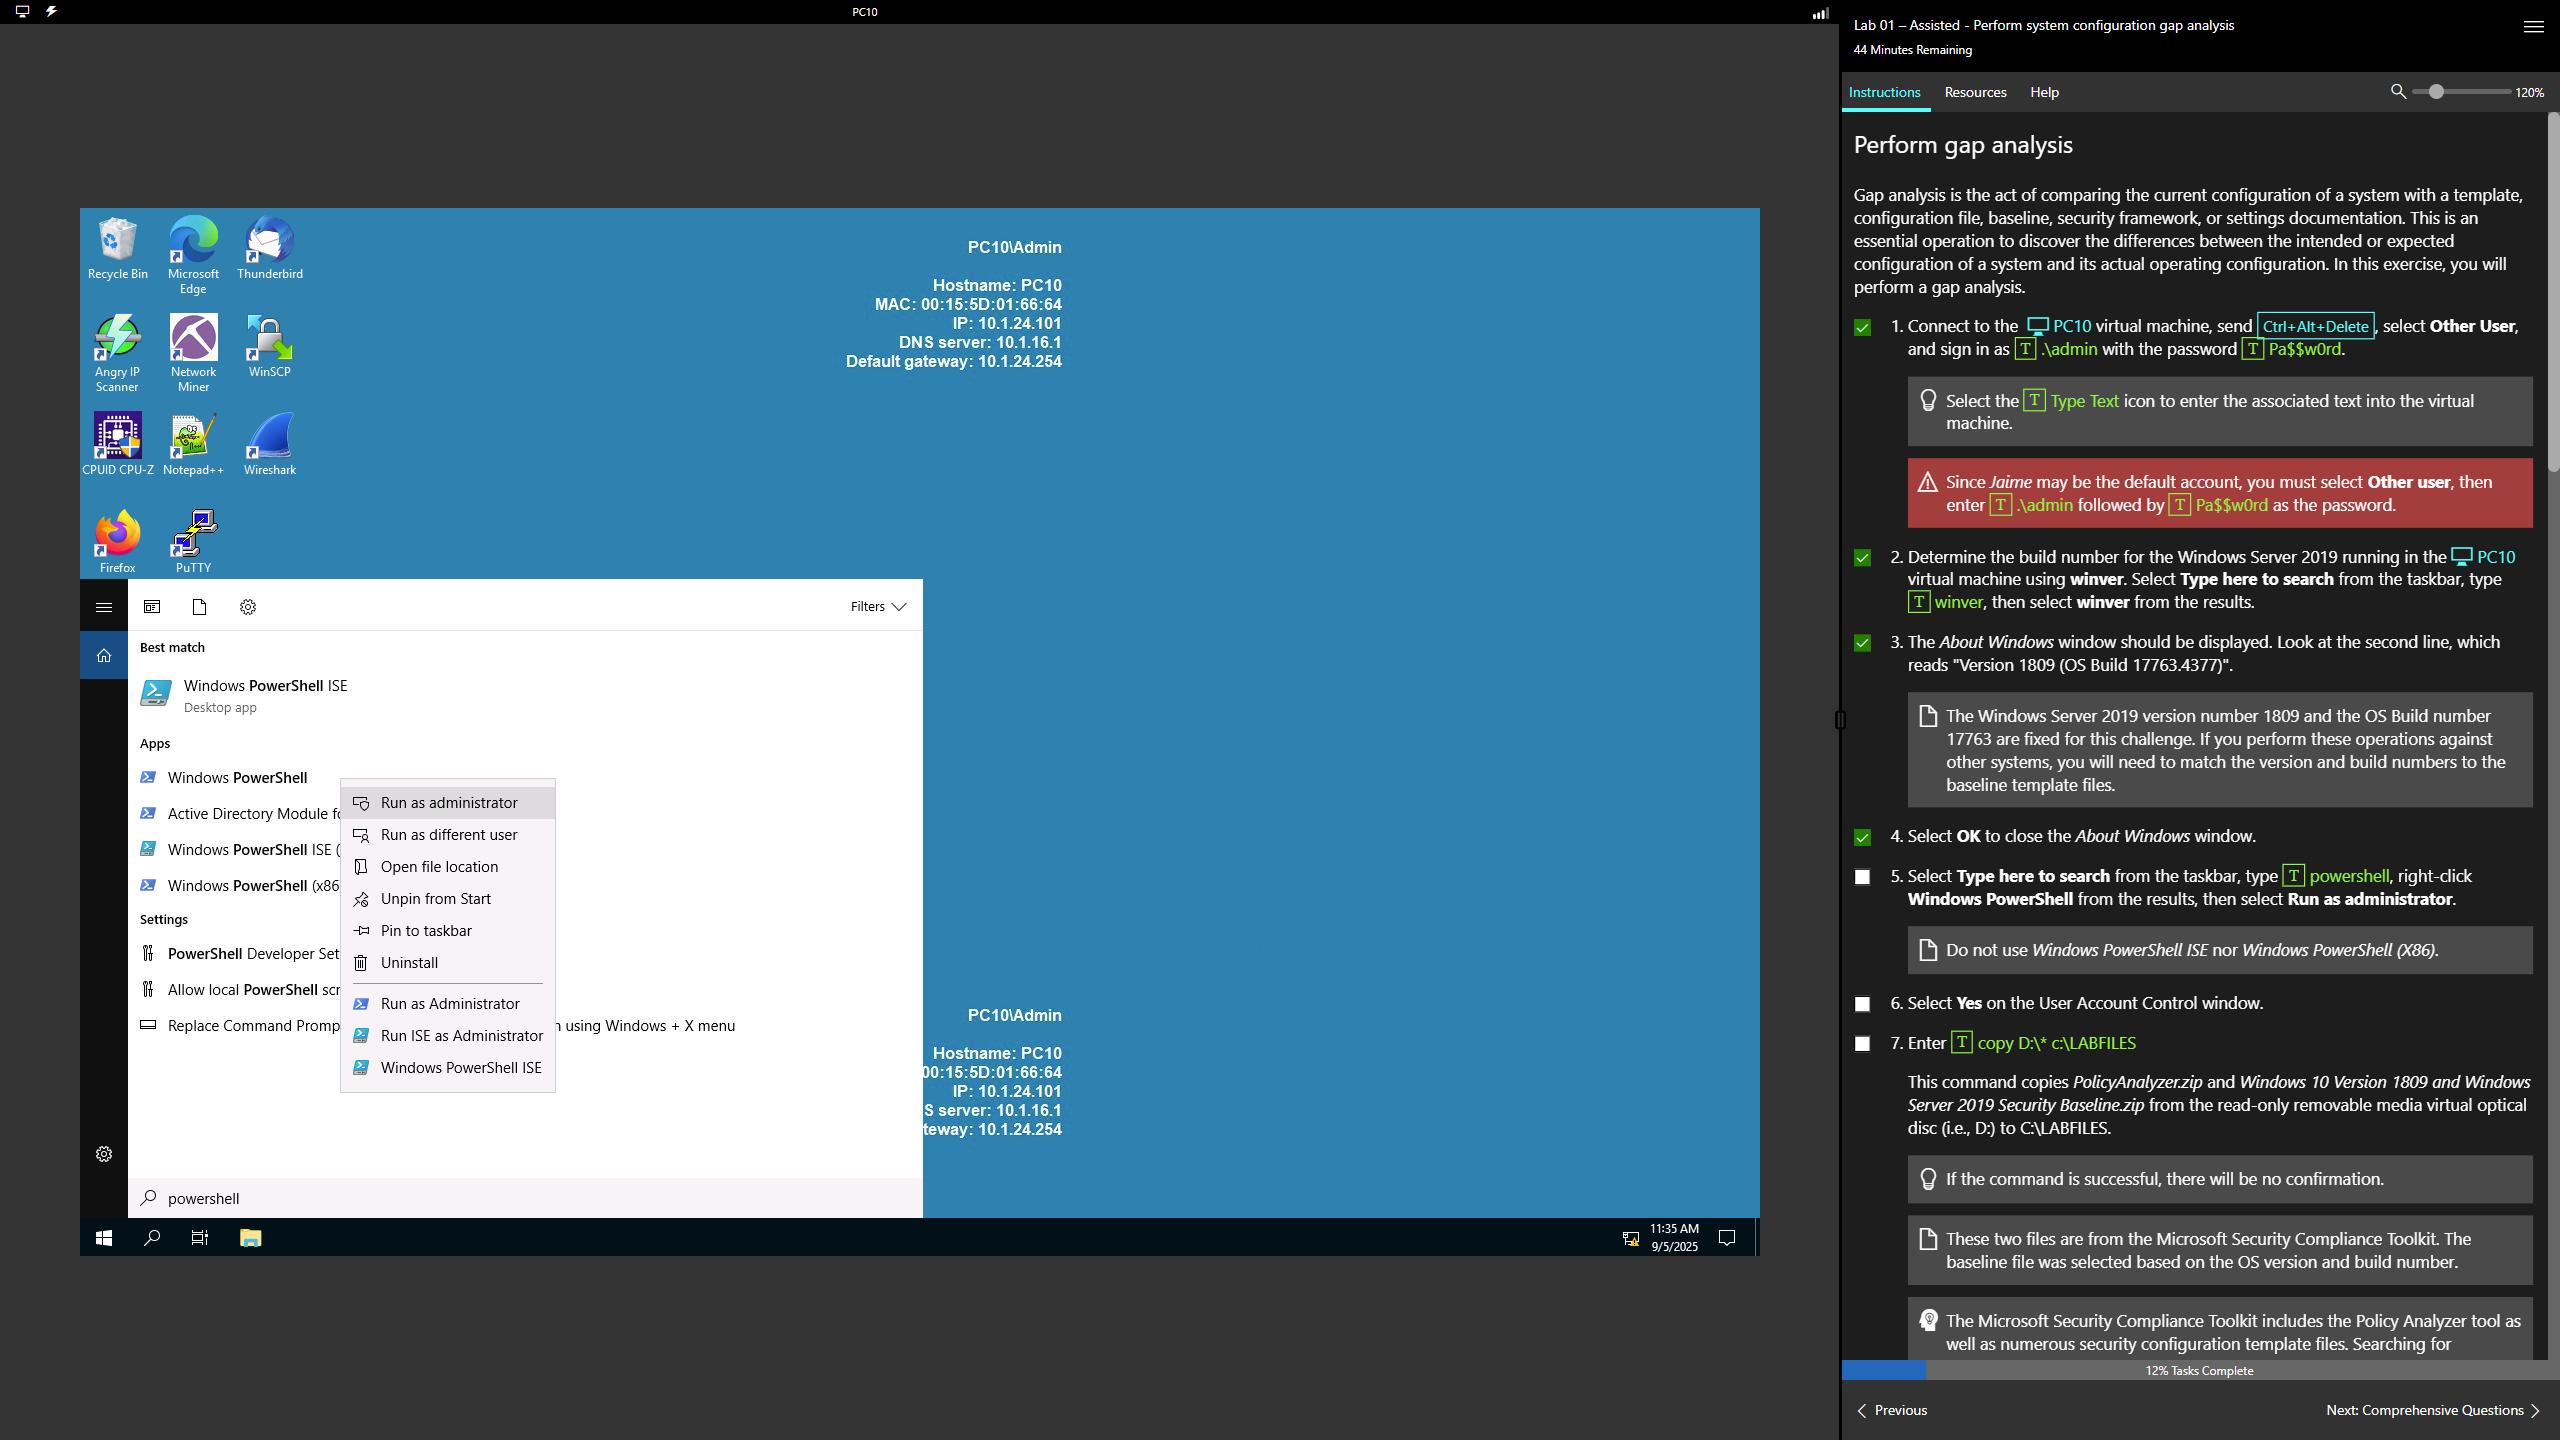 PC10
Recycle Bin
Microsoft Edge
Thunderbird
Angry IP Scanner
Network Miner
WinSCP
CPUID CPU-Z
Notepad++
Wireshark
Firefox
PuTTY
PC10\Admin
Hostname: PC10
MAC: 00:15:5D:01:66:64
IP: 10.1.24.101
DNS server: 10.1.16.1
Default gateway: 10.1.24.254
Filters
Best match
Windows PowerShell ISE
Desktop app
Apps
Windows PowerShell
Active Directory Module fo
Windows PowerShell ISE (
Windows PowerShell (x86
Settings
PowerShell Developer Set
Allow local PowerShell scr
Replace Command Promp
n using Windows + X menu
Run as administrator
Run as different user
Open file location
Unpin from Start
Pin to taskbar
Uninstall
Run as Administrator
Run ISE as Administrator
Windows PowerShell ISE
PC10\Admin
Hostname: PC10
00:15:5D:01:66:64
IP: 10.1.24.101
S server: 10.1.16.1
teway: 10.1.24.254
powershell
11:35 AM
9/5/2025
Lab 01 – Assisted - Perform system configuration gap analysis
44 Minutes Remaining
Instructions
Resources
Help
120%
Perform gap analysis
Gap analysis is the act of comparing the current configuration of a system with a template,
configuration file, baseline, security framework, or settings documentation. This is an
essential operation to discover the differences between the intended or expected
configuration of a system and its actual operating configuration. In this exercise, you will
perform a gap analysis.
1. Connect to the PC10 virtual machine, send Ctrl+Alt+Delete, select Other User,
and sign in as T .\admin with the password T Pa$$w0rd.
Select the T Type Text icon to enter the associated text into the virtual
machine.
Since Jaime may be the default account, you must select Other user, then
enter T .\admin followed by T Pa$$w0rd as the password.
2. Determine the build number for the Windows Server 2019 running in the PC10
virtual machine using winver. Select Type here to search from the taskbar, type
T winver, then select winver from the results.
3. The About Windows window should be displayed. Look at the second line, which
reads "Version 1809 (OS Build 17763.4377)".
The Windows Server 2019 version number 1809 and the OS Build number
17763 are fixed for this challenge. If you perform these operations against
other systems, you will need to match the version and build numbers to the
baseline template files.
4. Select OK to close the About Windows window.
5. Select Type here to search from the taskbar, type T powershell, right-click
Windows PowerShell from the results, then select Run as administrator.
Do not use Windows PowerShell ISE nor Windows PowerShell (X86).
6. Select Yes on the User Account Control window.
7. Enter T copy D:\* c:\LABFILES
This command copies PolicyAnalyzer.zip and Windows 10 Version 1809 and Windows
Server 2019 Security Baseline.zip from the read-only removable media virtual optical
disc (i.e., D:) to C:\LABFILES.
If the command is successful, there will be no confirmation.
These two files are from the Microsoft Security Compliance Toolkit. The
baseline file was selected based on the OS version and build number.
The Microsoft Security Compliance Toolkit includes the Policy Analyzer tool as
well as numerous security configuration template files. Searching for
12% Tasks Complete
Previous
Next: Comprehensive Questions